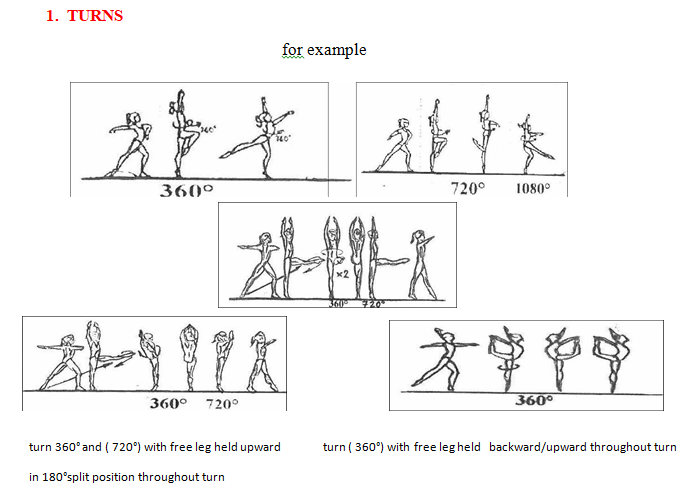 1. TURNS
for example
360°
360°
360°
720° 1080°
x2
360° 720°
360° 720°
360°
turn 360°and ( 720°) with free leg held upward
in 180°split position throughout turn
turn ( 360°) with free leg held backward/upward throughout turn